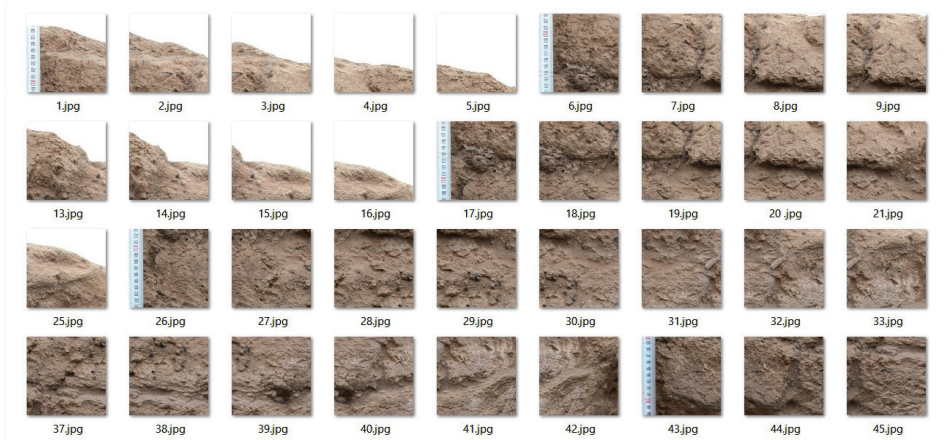 1.jpg 2.jpg 3.jpg 4.jpg 5.jpg 6.jpg 7.jpg 8.jpg 9.jpg
13.jpg 14.jpg 15.jpg 16.jpg 17.jpg 18.jpg 19.jpg 20 .jpg 21.jpg
25.jpg 26.jpg 27.jpg 28.jpg 29.jpg 30.jpg 31.jpg 32.jpg 33.jpg
37.jpg 38.jpg 39.jpg 40.jpg 41.jpg 42.jpg 43.jpg 44.jpg 45.jpg